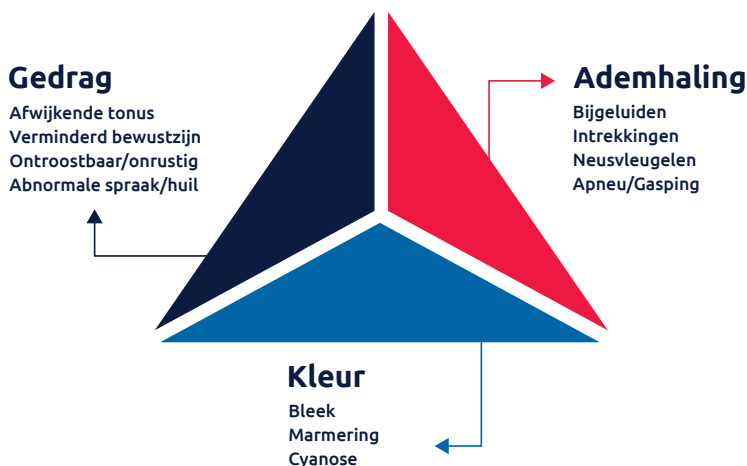 Gedrag
Afwijkende tonus
Verminderd bewustzijn
Ontroostbaar/onrustig
Abnormale spraak/huil
Ademhaling
Bijgeluiden
Intrekkingen
Neusvleugelen
Apneu/Gasping
Kleur
Bleek
Marmering
Cyanose